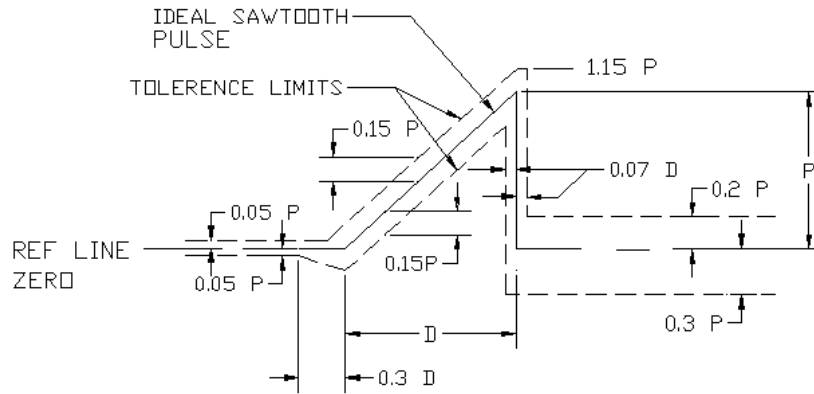 IDEAL SAWTOOTH
PULSE
1.15 P
TOLERENCE LIMITS
0.15 P
0.07 D
P
0.2 P
0.05 P
REF LINE
ZERO
0.05 P
0.15P
0.3 P
D
0.3 D